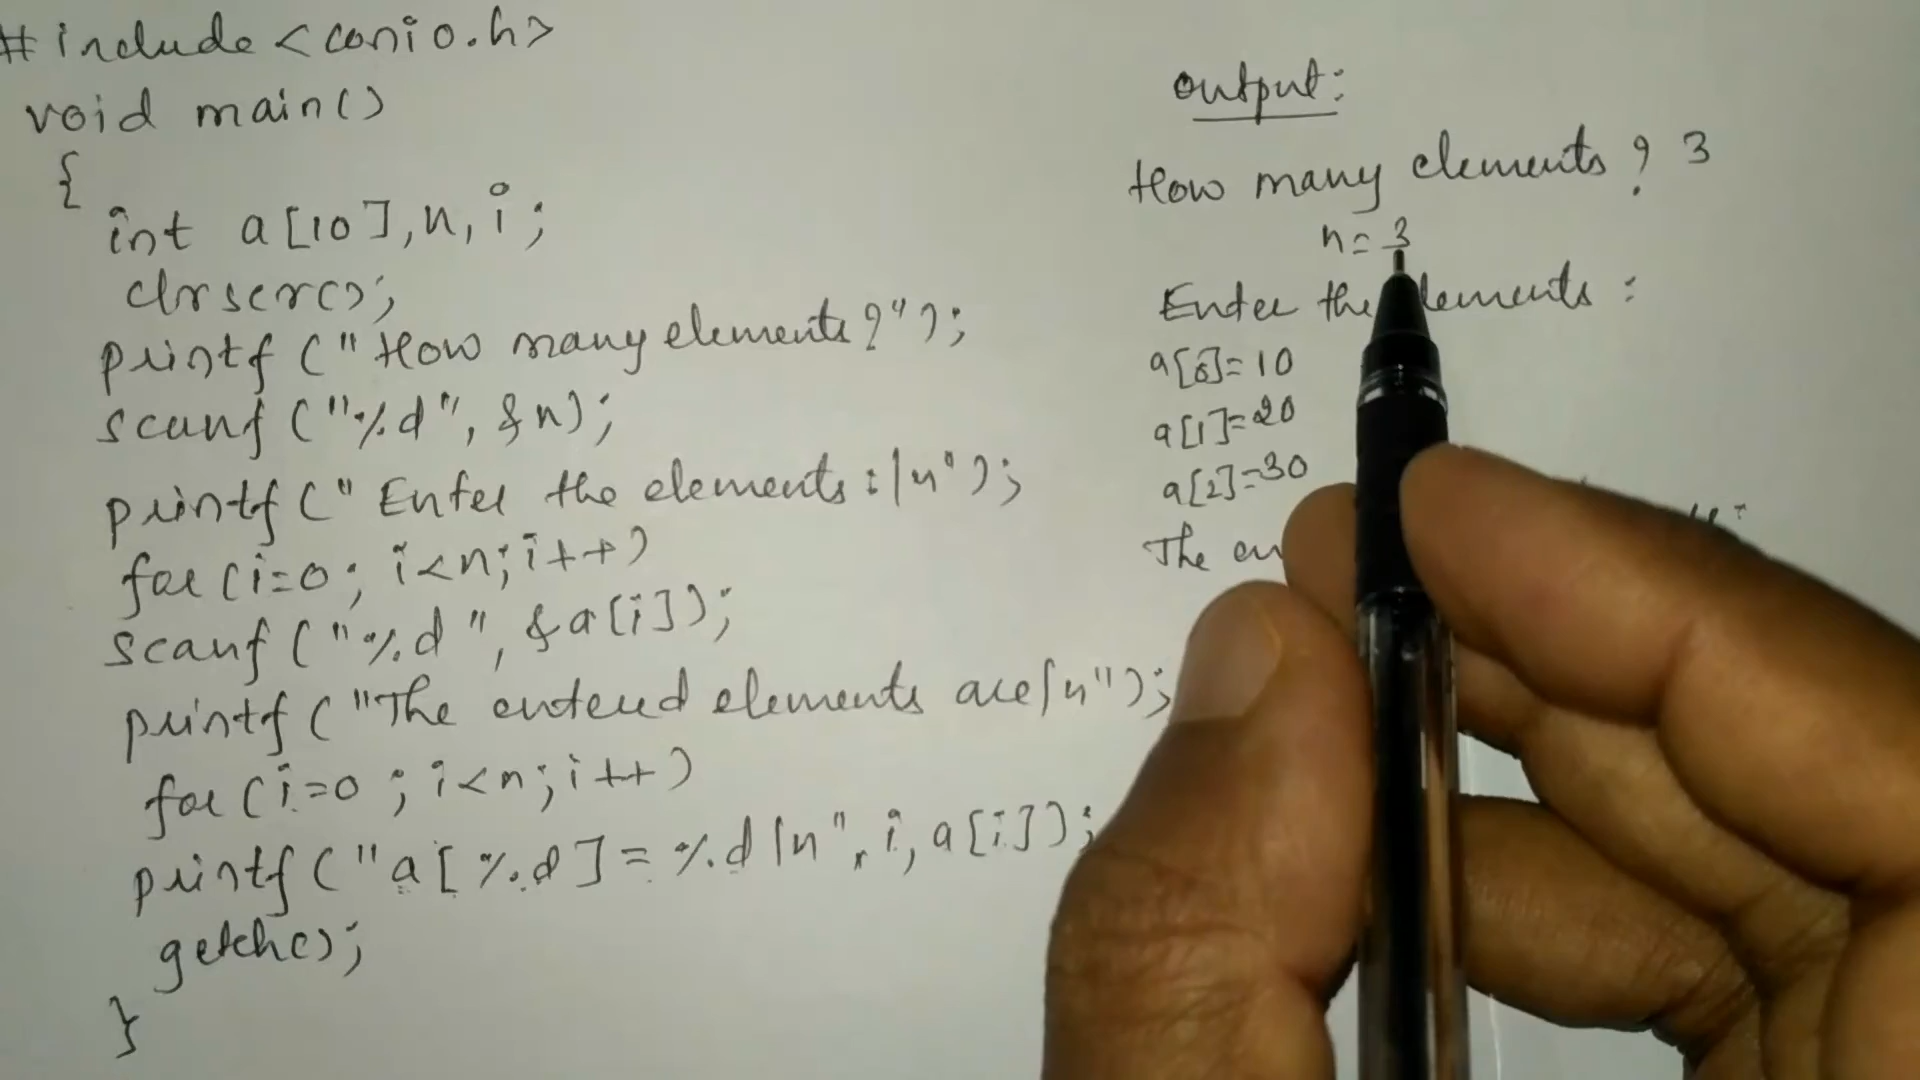 #include <conio.h>
void main()
{
int a[10],n,i;
clrscr();
printf("How many elements?");
scanf("%d", &n);
printf("Enter the elements:\n");
for(i=0; i<n;i++)
scanf("%d", &a[i]);
printf("The entered elements are\n");
for(i=0; i<n;i++)
printf("a[%d]=%d\n", i, a[i]);
getch();
}
Output:
How many elements? 3
n=3
Enter the elements:
a[0]=10
a[1]=20
a[2]=30
The